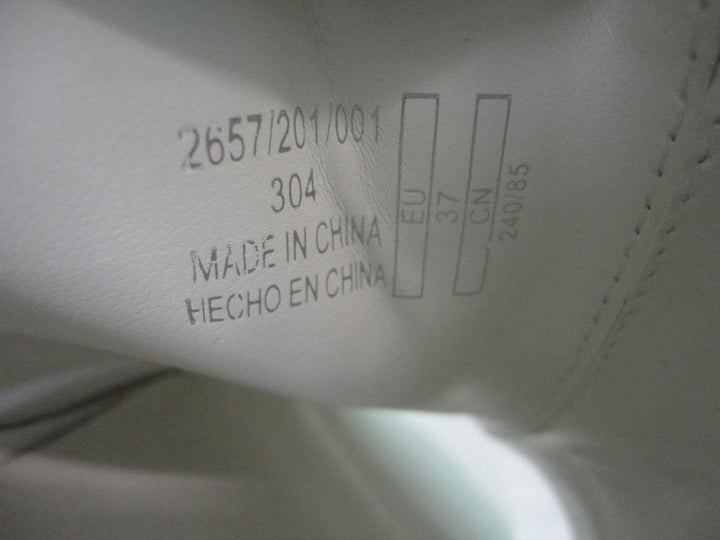 2657/201/001
304
MADE IN CHINA
HECHO EN CHINA
EU
37
CN
240/85